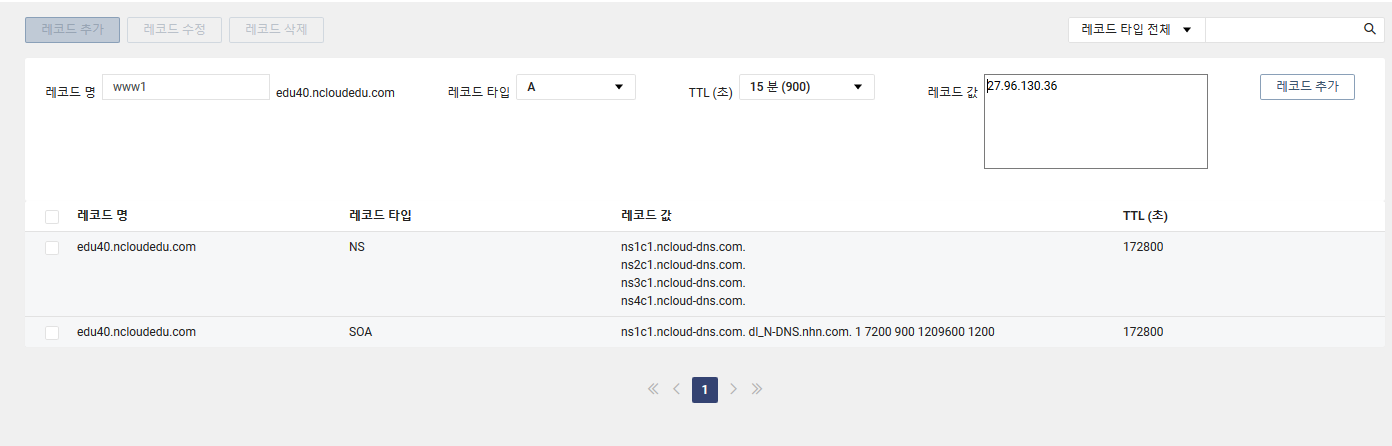 레코드 추가 레코드 수정 레코드 삭제 레코드 타입 전체
레코드 명 www1 edu40.ncloudedu.com 레코드 타입 A TTL (초) 15 분 (900) 레코드 값 27.96.130.36 레코드 추가
레코드 명 레코드 타입 레코드 값 TTL (초)
edu40.ncloudedu.com NS ns1c1.ncloud-dns.com. 172800
ns2c1.ncloud-dns.com.
ns3c1.ncloud-dns.com.
ns4c1.ncloud-dns.com.
edu40.ncloudedu.com SOA ns1c1.ncloud-dns.com. dl_N-DNS.nhn.com. 1 7200 900 1209600 1200 172800
1